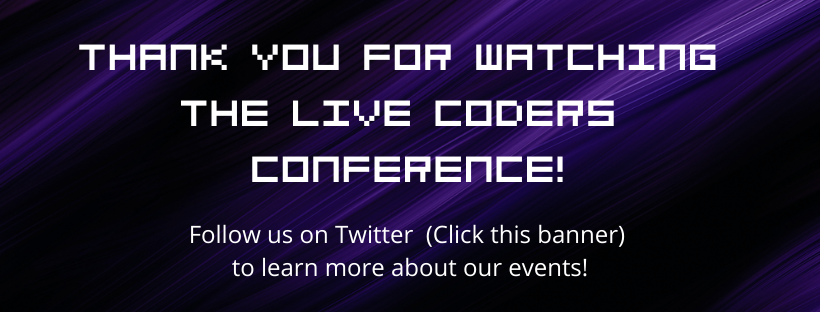 THANK YOU FOR WATCHING
THE LIVE CODERS
CONFERENCE!
Follow us on Twitter (Click this banner)
to learn more about our events!